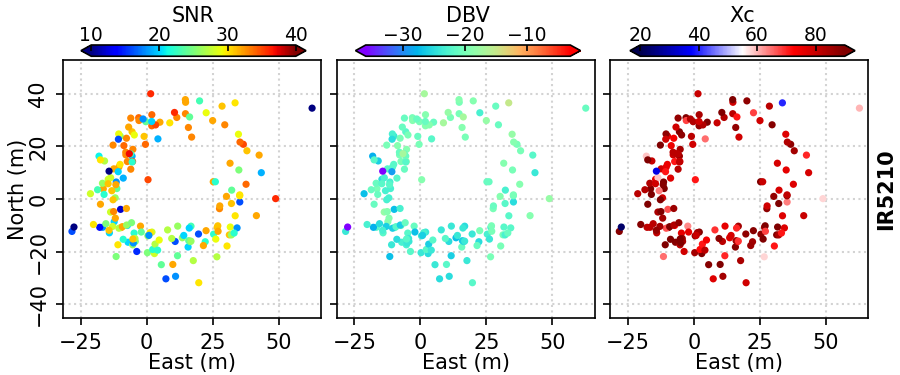 SNR DBV Xc
10 20 30 40 −30 −20 −10 20 40 60 80
40
20
0
−20
−40
North (m)
IR5210
−25 0 25 50 −25 0 25 50 −25 0 25 50
East (m) East (m) East (m)